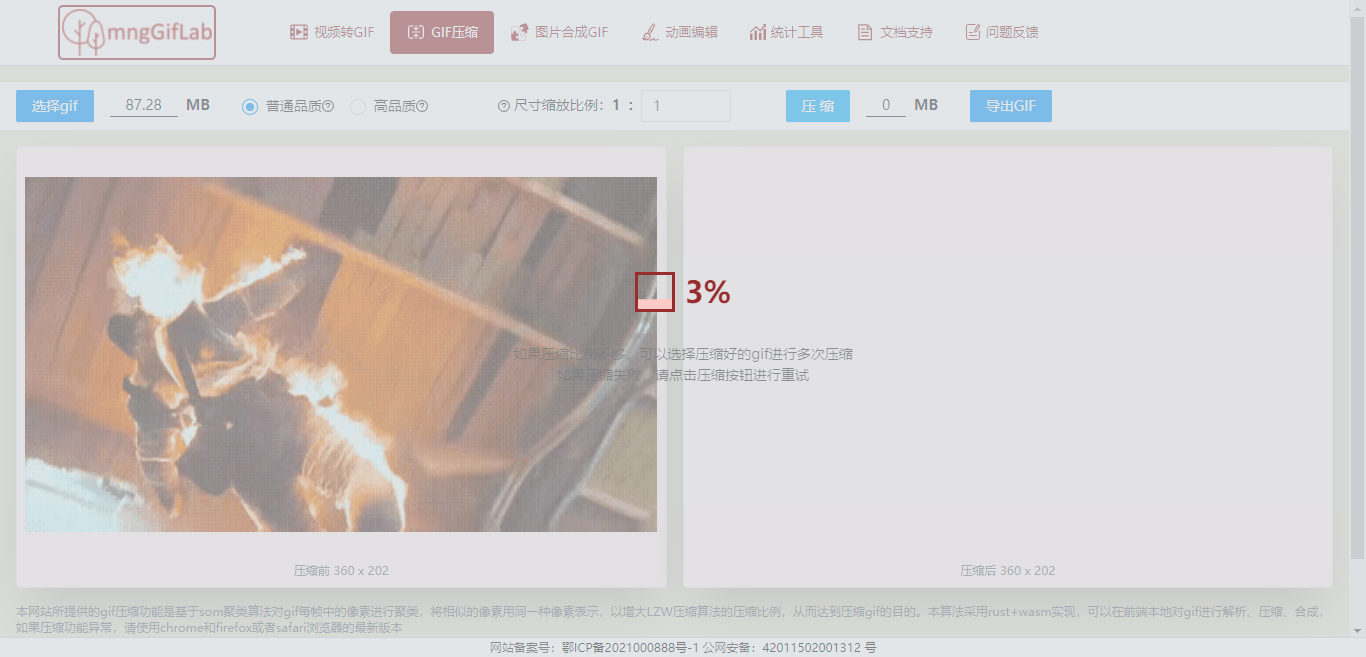 mngGifLab 视频转GIF GIF压缩 图片合成GIF 动画编辑 统计工具 文档支持 问题反馈
选择gif 87.28 MB 普通品质 高品质 尺寸缩放比例: 1 : 1 压 缩 0 MB 导出GIF
3%
如果压缩比例不够、可以选择压缩好的gif进行多次压缩
如果压缩失败、请点击压缩按钮进行重试
压缩前 360 x 202 压缩后 360 x 202
本网站所提供的gif压缩功能是基于som聚类算法对gif每帧中的像素进行聚类，将相似的像素用同一种像素表示，以增大LZW压缩算法的压缩比例，从而达到压缩gif的目的。本算法采用rust+wasm实现，可以在前端本地对gif进行解析、压缩、合成，
如果压缩功能异常，请使用chrome和firefox或者safari浏览器的最新版本
网站备案号：鄂ICP备2021000888号-1 公网安备：42011502001312 号